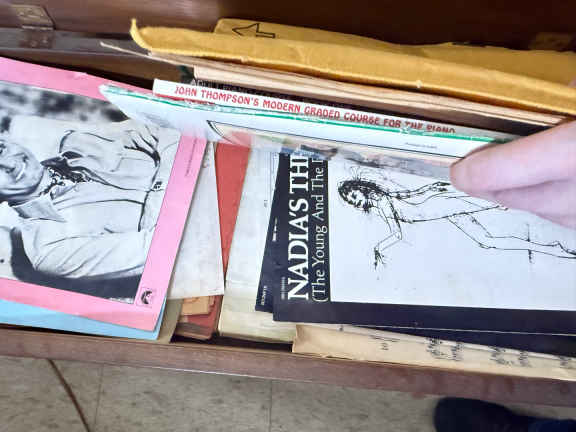 JOHN THOMPSON'S MODERN GRADED COURSE FOR THE PIANO
NADIA'S TH
(The Young And The